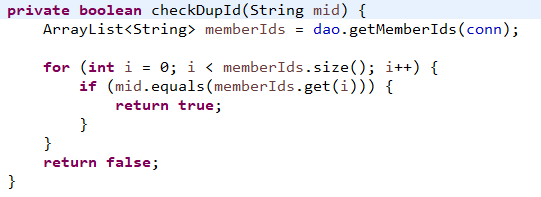 private boolean checkDupId(String mid) {
    ArrayList<String> memberIds = dao.getMemberIds(conn);

    for (int i = 0; i < memberIds.size(); i++) {
        if (mid.equals(memberIds.get(i))) {
            return true;
        }
    }
    return false;
}